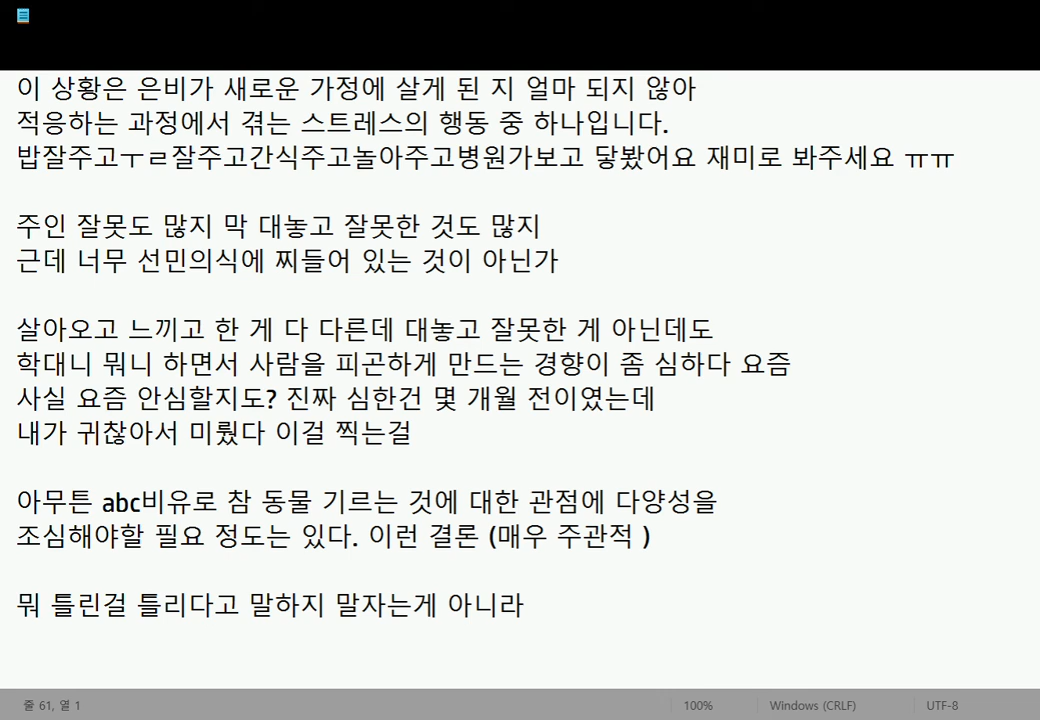 이 상황은 은비가 새로운 가정에 살게 된 지 얼마 되지 않아
적응하는 과정에서 겪는 스트레스의 행동 중 하나입니다.
밥잘주고ㅜㄹ잘주고간식주고놀아주고병원가보고 닿봤어요 재미로 봐주세요 ㅠㅠ
주인 잘못도 많지 막 대놓고 잘못한 것도 많지
근데 너무 선민의식에 찌들어 있는 것이 아닌가
살아오고 느끼고 한 게 다 다른데 대놓고 잘못한 게 아닌데도
학대니 뭐니 하면서 사람을 피곤하게 만드는 경향이 좀 심하다 요즘
사실 요즘 안심할지도? 진짜 심한건 몇 개월 전이였는데
내가 귀찮아서 미뤘다 이걸 찍는걸
아무튼 abc비유로 참 동물 기르는 것에 대한 관점에 다양성을
조심해야할 필요 정도는 있다. 이런 결론 (매우 주관적 )
뭐 틀린걸 틀리다고 말하지 말자는게 아니라
줄 61, 열 1
100%
Windows (CRLF)
UTF-8